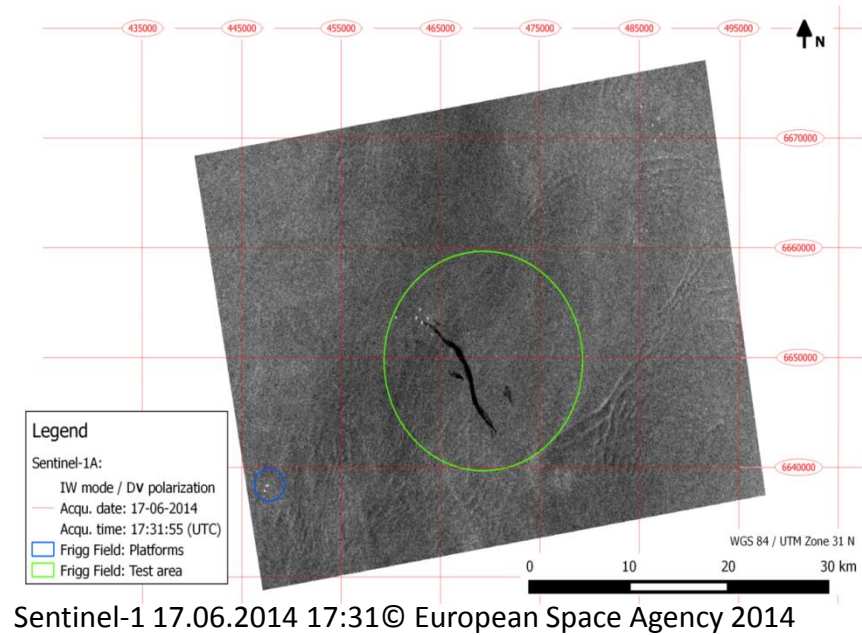 435000 445000 455000 465000 475000 485000 495000
N
6670000
6660000
6650000
6640000
Legend
Sentinel-1A:
IW mode / DV polarization
Acqu. date: 17-06-2014
Acqu. time: 17:31:55 (UTC)
Frigg Field: Platforms
Frigg Field: Test area
WGS 84 / UTM Zone 31 N
0 10 20 30 km
Sentinel-1 17.06.2014 17:31© European Space Agency 2014